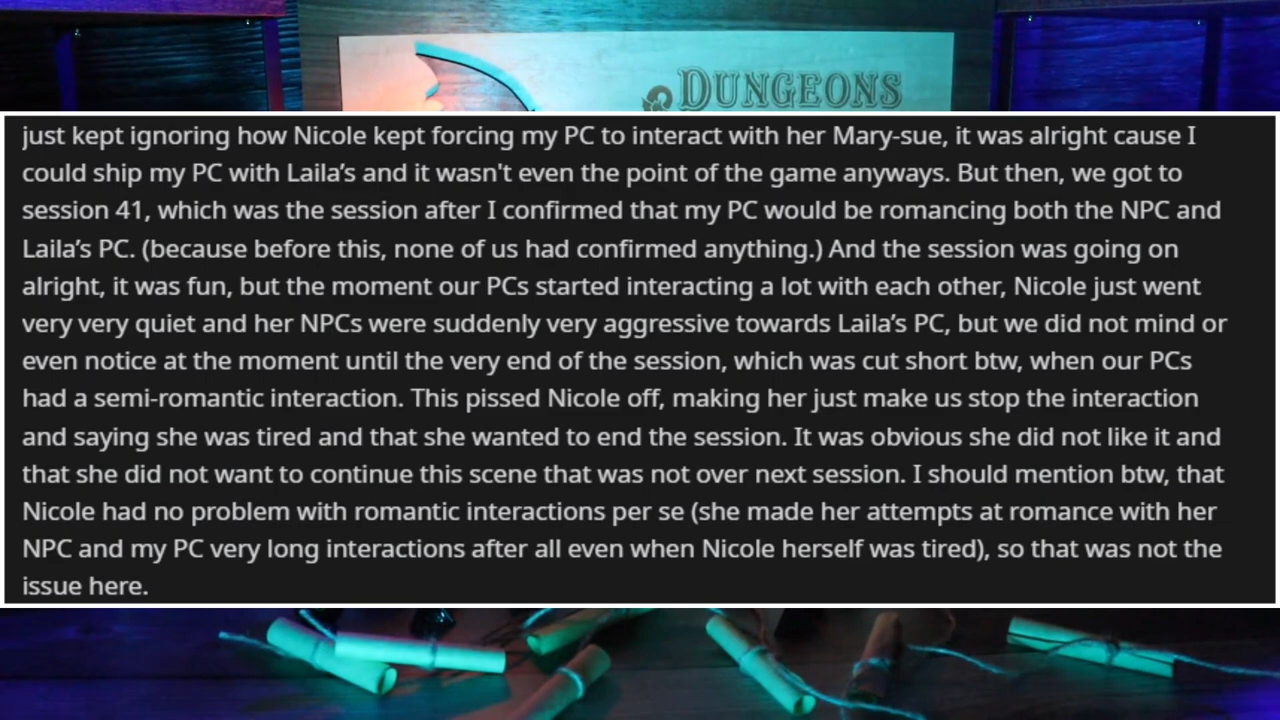 DUNGEONS
just kept ignoring how Nicole kept forcing my PC to interact with her Mary-sue, it was alright cause I
could ship my PC with Laila’s and it wasn't even the point of the game anyways. But then, we got to
session 41, which was the session after I confirmed that my PC would be romancing both the NPC and
Laila’s PC. (because before this, none of us had confirmed anything.) And the session was going on
alright, it was fun, but the moment our PCs started interacting a lot with each other, Nicole just went
very very quiet and her NPCs were suddenly very aggressive towards Laila’s PC, but we did not mind or
even notice at the moment until the very end of the session, which was cut short btw, when our PCs
had a semi-romantic interaction. This pissed Nicole off, making her just make us stop the interaction
and saying she was tired and that she wanted to end the session. It was obvious she did not like it and
that she did not want to continue this scene that was not over next session. I should mention btw, that
Nicole had no problem with romantic interactions per se (she made her attempts at romance with her
NPC and my PC very long interactions after all even when Nicole herself was tired), so that was not the
issue here.